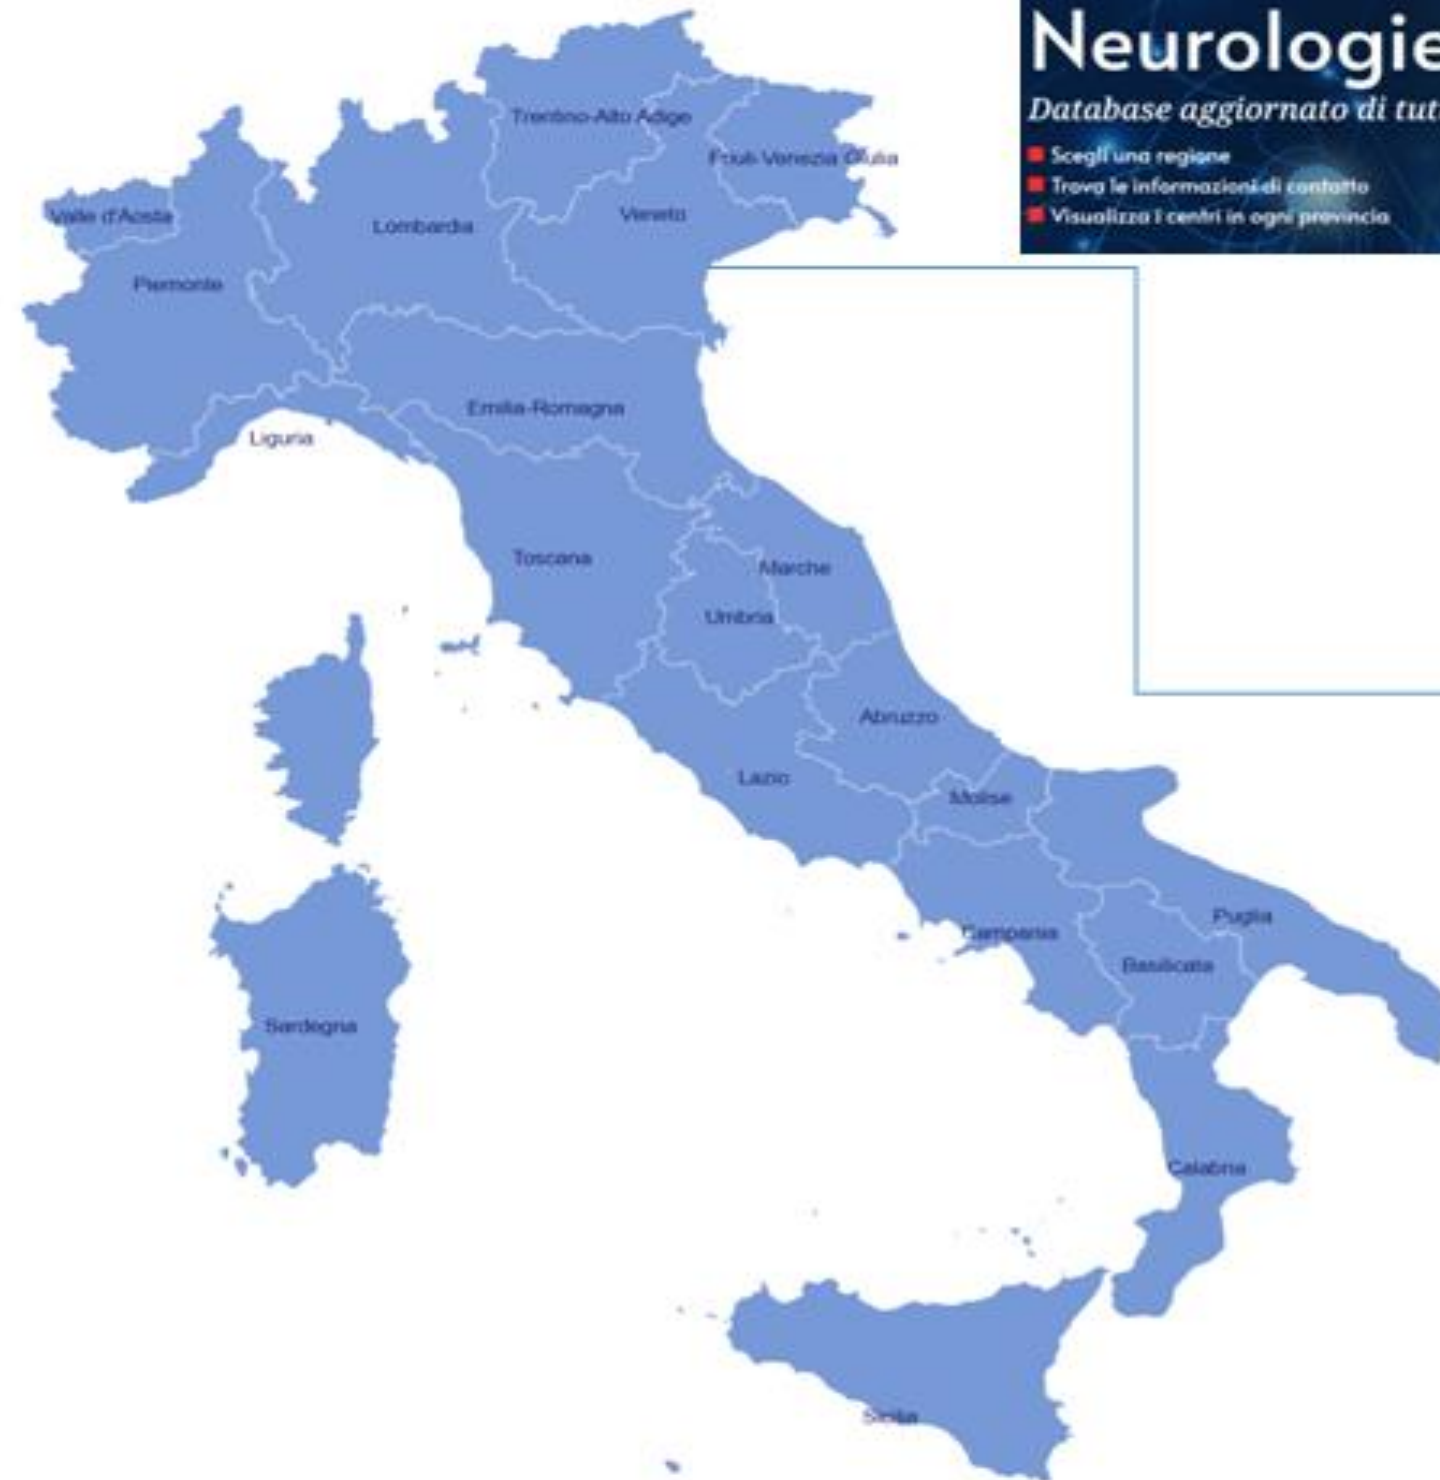 Neurologie
Database aggiornato di tut
Scegli una regione
Trova le informazioni di contatto
Visualizza i centri in ogni provincia
Trentino-Alto Adige
Friuli-Venezia Giulia
Valle d'Aosta
Lombardia
Veneto
Piemonte
Emilia-Romagna
Liguria
Toscana
Marche
Umbria
Abruzzo
Lazio
Molise
Puglia
Campania
Basilicata
Sardegna
Calabria
Sicilia